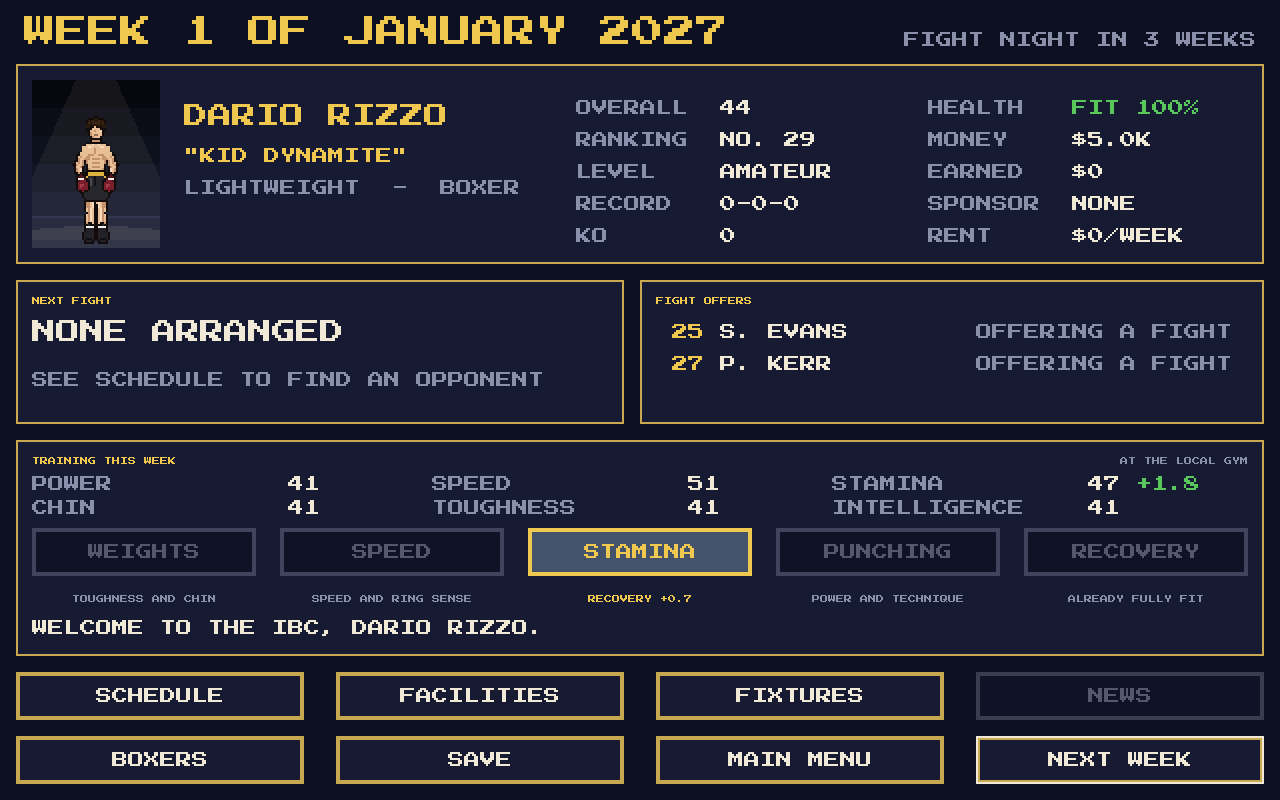 WEEK 1 OF JANUARY 2027
FIGHT NIGHT IN 3 WEEKS
DARIO RIZZO
"KID DYNAMITE"
LIGHTWEIGHT - BOXER
OVERALL 44
RANKING NO. 29
LEVEL AMATEUR
RECORD 0-0-0
KO 0
HEALTH FIT 100%
MONEY $5.0K
EARNED $0
SPONSOR NONE
RENT $0/WEEK
NEXT FIGHT
NONE ARRANGED
SEE SCHEDULE TO FIND AN OPPONENT
FIGHT OFFERS
25 S. EVANS OFFERING A FIGHT
27 P. KERR OFFERING A FIGHT
TRAINING THIS WEEK
AT THE LOCAL GYM
POWER 41 SPEED 51 STAMINA 47 +1.8
CHIN 41 TOUGHNESS 41 INTELLIGENCE 41
WEIGHTS SPEED STAMINA PUNCHING RECOVERY
TOUGHNESS AND CHIN SPEED AND RING SENSE RECOVERY +0.7 POWER AND TECHNIQUE ALREADY FULLY FIT
WELCOME TO THE IBC, DARIO RIZZO.
SCHEDULE FACILITIES FIXTURES NEWS
BOXERS SAVE MAIN MENU NEXT WEEK